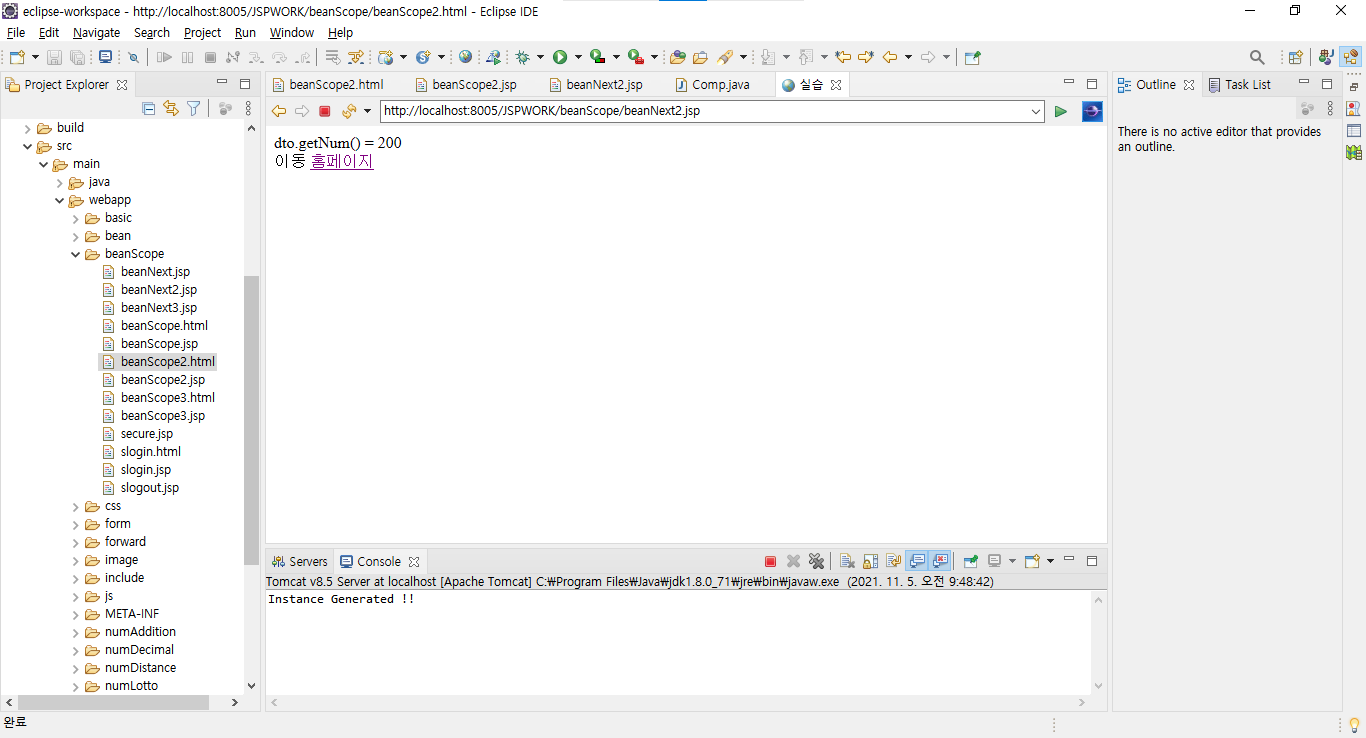 eclipse-workspace - http://localhost:8005/JSPWORK/beanScope/beanScope2.html - Eclipse IDE
File Edit Navigate Search Project Run Window Help
Project Explorer
beanScope2.html beanScope2.jsp beanNext2.jsp Comp.java 실습
Outline Task List
http://localhost:8005/JSPWORK/beanScope/beanNext2.jsp
build
src
main
java
webapp
basic
bean
beanScope
beanNext.jsp
beanNext2.jsp
beanNext3.jsp
beanScope.html
beanScope.jsp
beanScope2.html
beanScope2.jsp
beanScope3.html
beanScope3.jsp
secure.jsp
slogin.html
slogin.jsp
slogout.jsp
css
form
forward
image
include
js
META-INF
numAddition
numDecimal
numDistance
numLotto
dto.getNum() = 200
이동 홈페이지
There is no active editor that provides
an outline.
Servers Console
Tomcat v8.5 Server at localhost [Apache Tomcat] C:₩Program Files₩Java₩jdk1.8.0_71₩jre₩bin₩javaw.exe (2021. 11. 5. 오전 9:48:42)
Instance Generated !!
완료